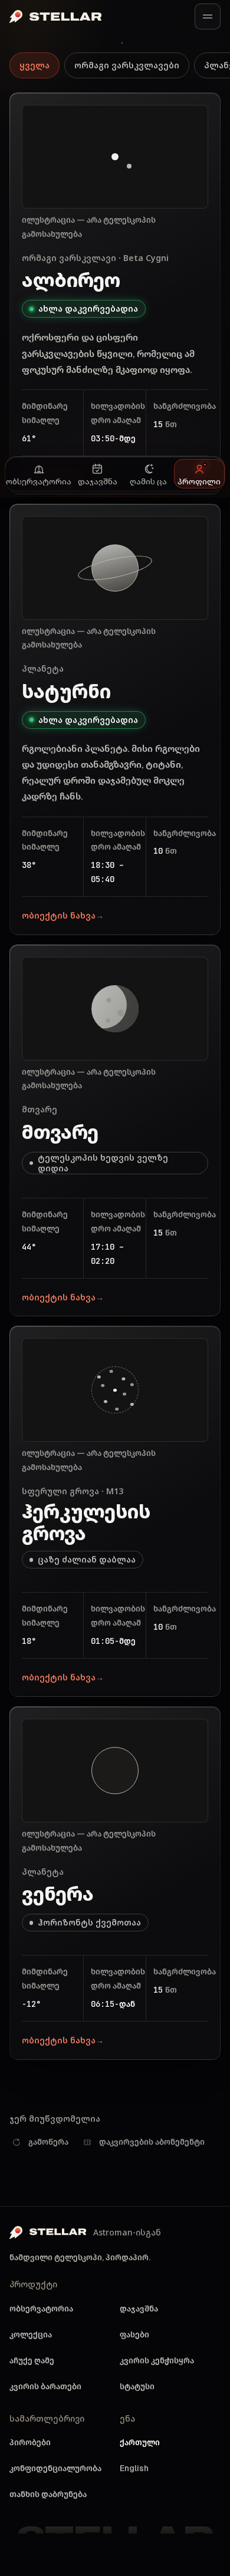 STELLAR
ყველა
ორმაგი ვარსკვლავები
ილუსტრაცია — არა ტელესკოპის
გამოსახულება
ორმაგი ვარსკვლავი · Beta Cygni
ალბირეო
ახლა დაკვირვებადია
ოქროსფერი და ცისფერი
ვარსკვლავების წყვილი, რომელიც ამ
ფოკუსურ მანძილზე მკაფიოდ იყოფა.
მიმდინარე სიმაღლე
61°
ხილვადობის დრო ამაღამ
03:50-მდე
ხანგრძლივობა
15 წთ
ობსერვატორია
დაჯავშნა
ღამის ცა
პროფილი
ილუსტრაცია — არა ტელესკოპის
გამოსახულება
პლანეტა
სატურნი
ახლა დაკვირვებადია
რგოლებიანი პლანეტა. მისი რგოლები
და უდიდესი თანამგზავრი, ტიტანი,
რეალურ დროში დაჯამებულ მოკლე
კადრზე ჩანს.
მიმდინარე სიმაღლე
38°
ხილვადობის დრო ამაღამ
18:30 – 05:40
ხანგრძლივობა
10 წთ
ობიექტის ნახვა→
ილუსტრაცია — არა ტელესკოპის
გამოსახულება
მთვარე
მთვარე
ტელესკოპის ხედვის ველზე
დიდია
მიმდინარე სიმაღლე
44°
ხილვადობის დრო ამაღამ
17:10 – 02:20
ხანგრძლივობა
15 წთ
ობიექტის ნახვა→
ილუსტრაცია — არა ტელესკოპის
გამოსახულება
სფერული გროვა · M13
ჰერკულესის
გროვა
ცაზე ძალიან დაბლაა
მიმდინარე სიმაღლე
18°
ხილვადობის დრო ამაღამ
01:05-მდე
ხანგრძლივობა
10 წთ
ობიექტის ნახვა→
ილუსტრაცია — არა ტელესკოპის
გამოსახულება
პლანეტა
ვენერა
ჰორიზონტს ქვემოთაა
მიმდინარე სიმაღლე
-12°
ხილვადობის დრო ამაღამ
06:15-დან
ხანგრძლივობა
15 წთ
ობიექტის ნახვა→
ჯერ მიუწვდომელია
გამოწერა
დაკვირვების აბონემენტი
STELLAR Astroman-ისგან
ნამდვილი ტელესკოპი, პირდაპირ.
პროდუქტი
ობსერვატორია
დაჯავშნა
კოლექცია
ფასები
აჩუქე ღამე
კვირის კენჭისყრა
კვირის ბარათები
სტატუსი
სამართლებრივი
ენა
პირობები
ქართული
კონფიდენციალურობა
English
თანხის დაბრუნება
STELLAR